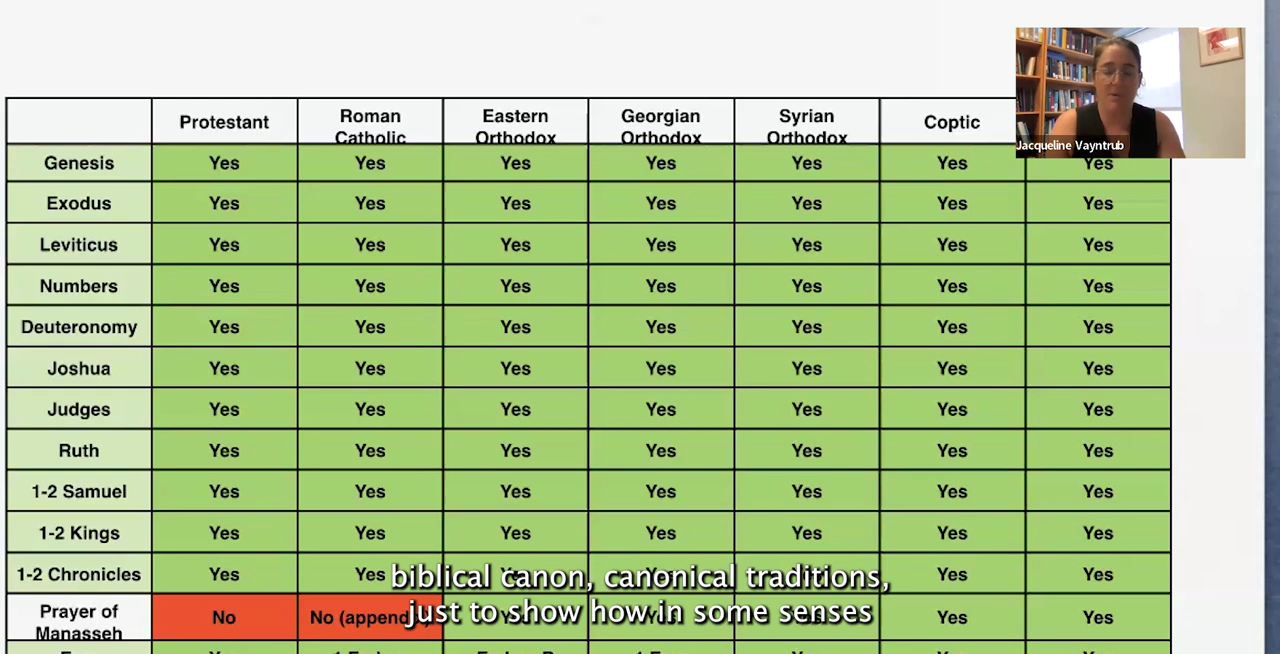 Protestant Roman Catholic Eastern Orthodox Georgian Orthodox Syrian Orthodox Coptic
Jacqueline Vayntrub
Genesis Yes Yes Yes Yes Yes Yes Yes
Exodus Yes Yes Yes Yes Yes Yes Yes
Leviticus Yes Yes Yes Yes Yes Yes Yes
Numbers Yes Yes Yes Yes Yes Yes Yes
Deuteronomy Yes Yes Yes Yes Yes Yes Yes
Joshua Yes Yes Yes Yes Yes Yes Yes
Judges Yes Yes Yes Yes Yes Yes Yes
Ruth Yes Yes Yes Yes Yes Yes Yes
1-2 Samuel Yes Yes Yes Yes Yes Yes Yes
1-2 Kings Yes Yes Yes Yes Yes Yes Yes
1-2 Chronicles Yes Yes Yes Yes
Prayer of Manasseh No No Yes Yes
biblical canon, canonical traditions,
just to show how in some senses